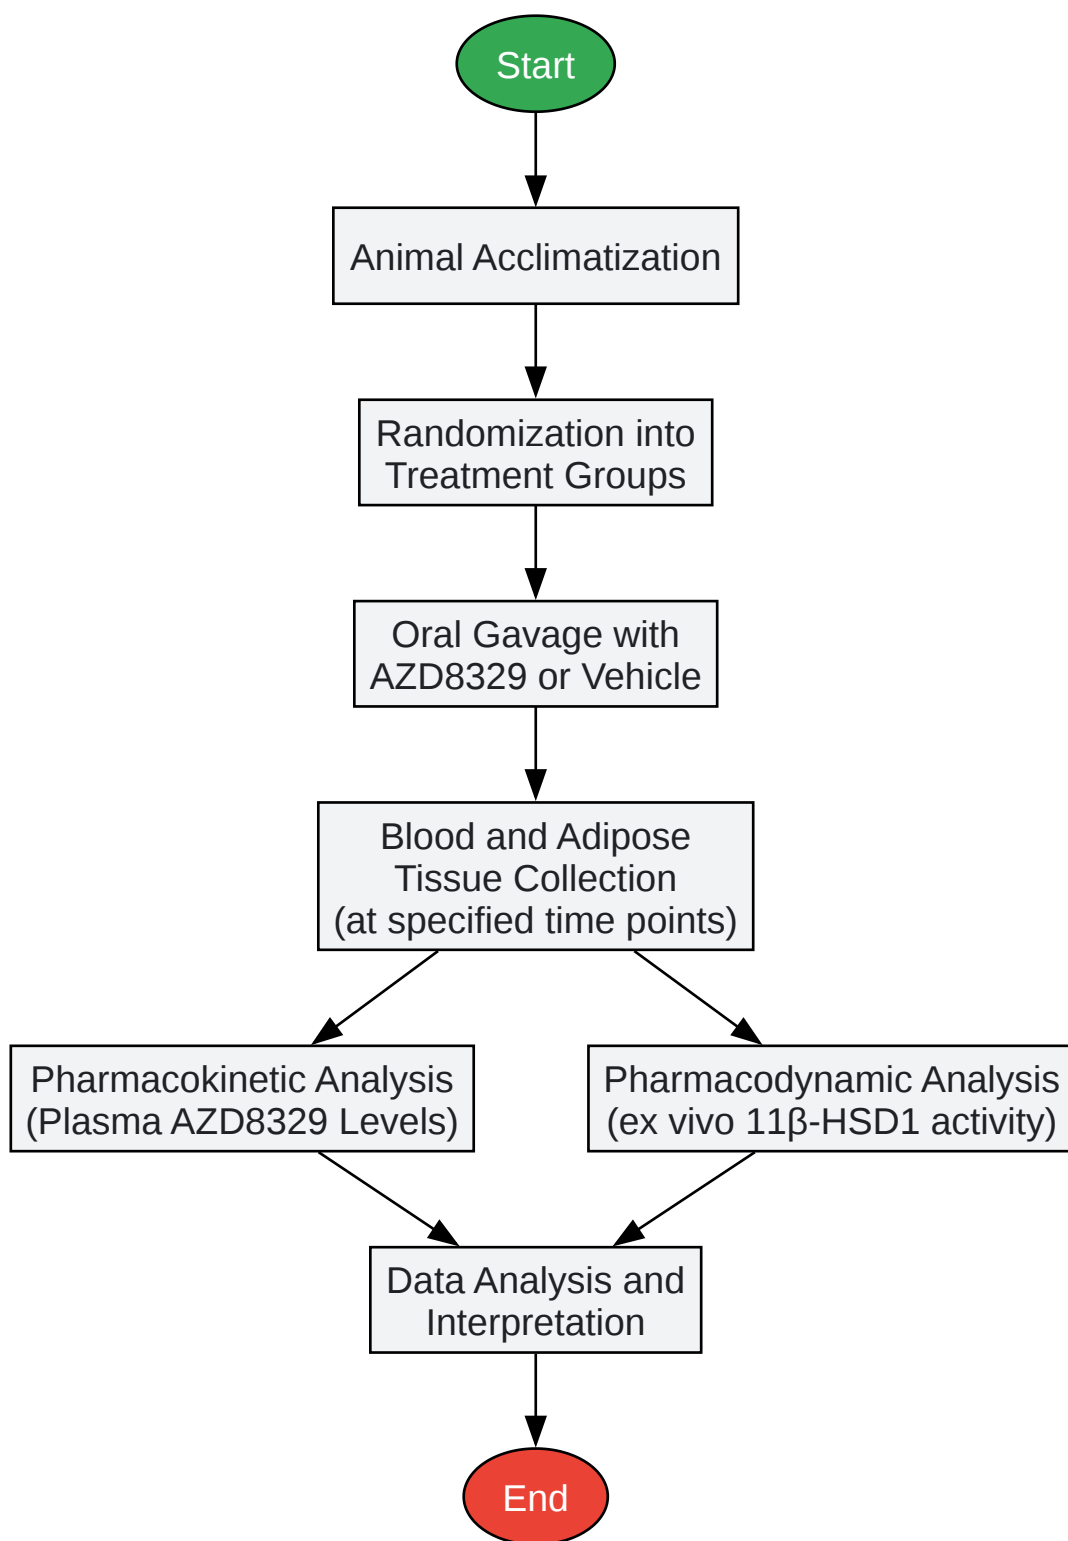 Start
Animal Acclimatization
Randomization into
Treatment Groups
Oral Gavage with
AZD8329 or Vehicle
Blood and Adipose
Tissue Collection
(at specified time points)
Pharmacokinetic Analysis
(Plasma AZD8329 Levels)
Pharmacodynamic Analysis
(ex vivo 11β-HSD1 activity)
Data Analysis and
Interpretation
End